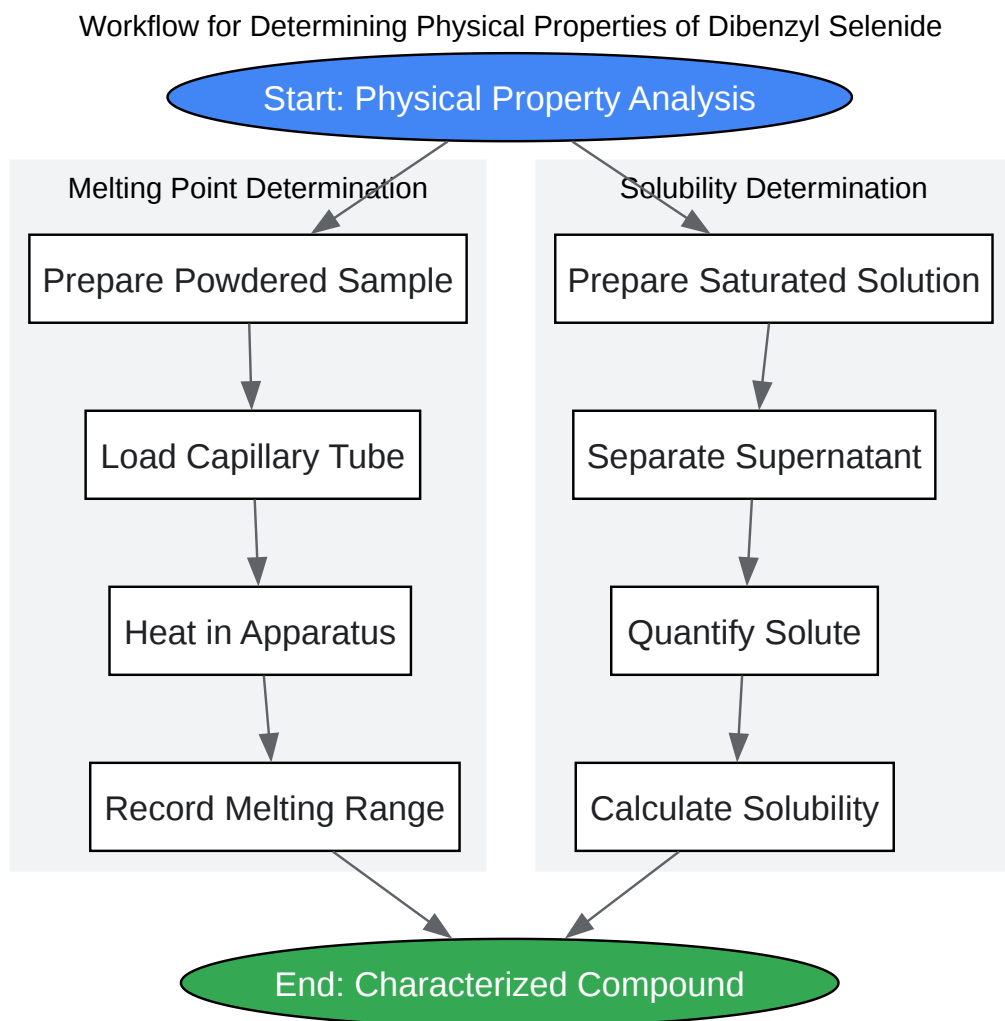 Workflow for Determining Physical Properties of Dibenzyl Selenide
Start: Physical Property Analysis
Melting Point Determination
Prepare Powdered Sample
Load Capillary Tube
Heat in Apparatus
Record Melting Range
Solubility Determination
Prepare Saturated Solution
Separate Supernatant
Quantify Solute
Calculate Solubility
End: Characterized Compound